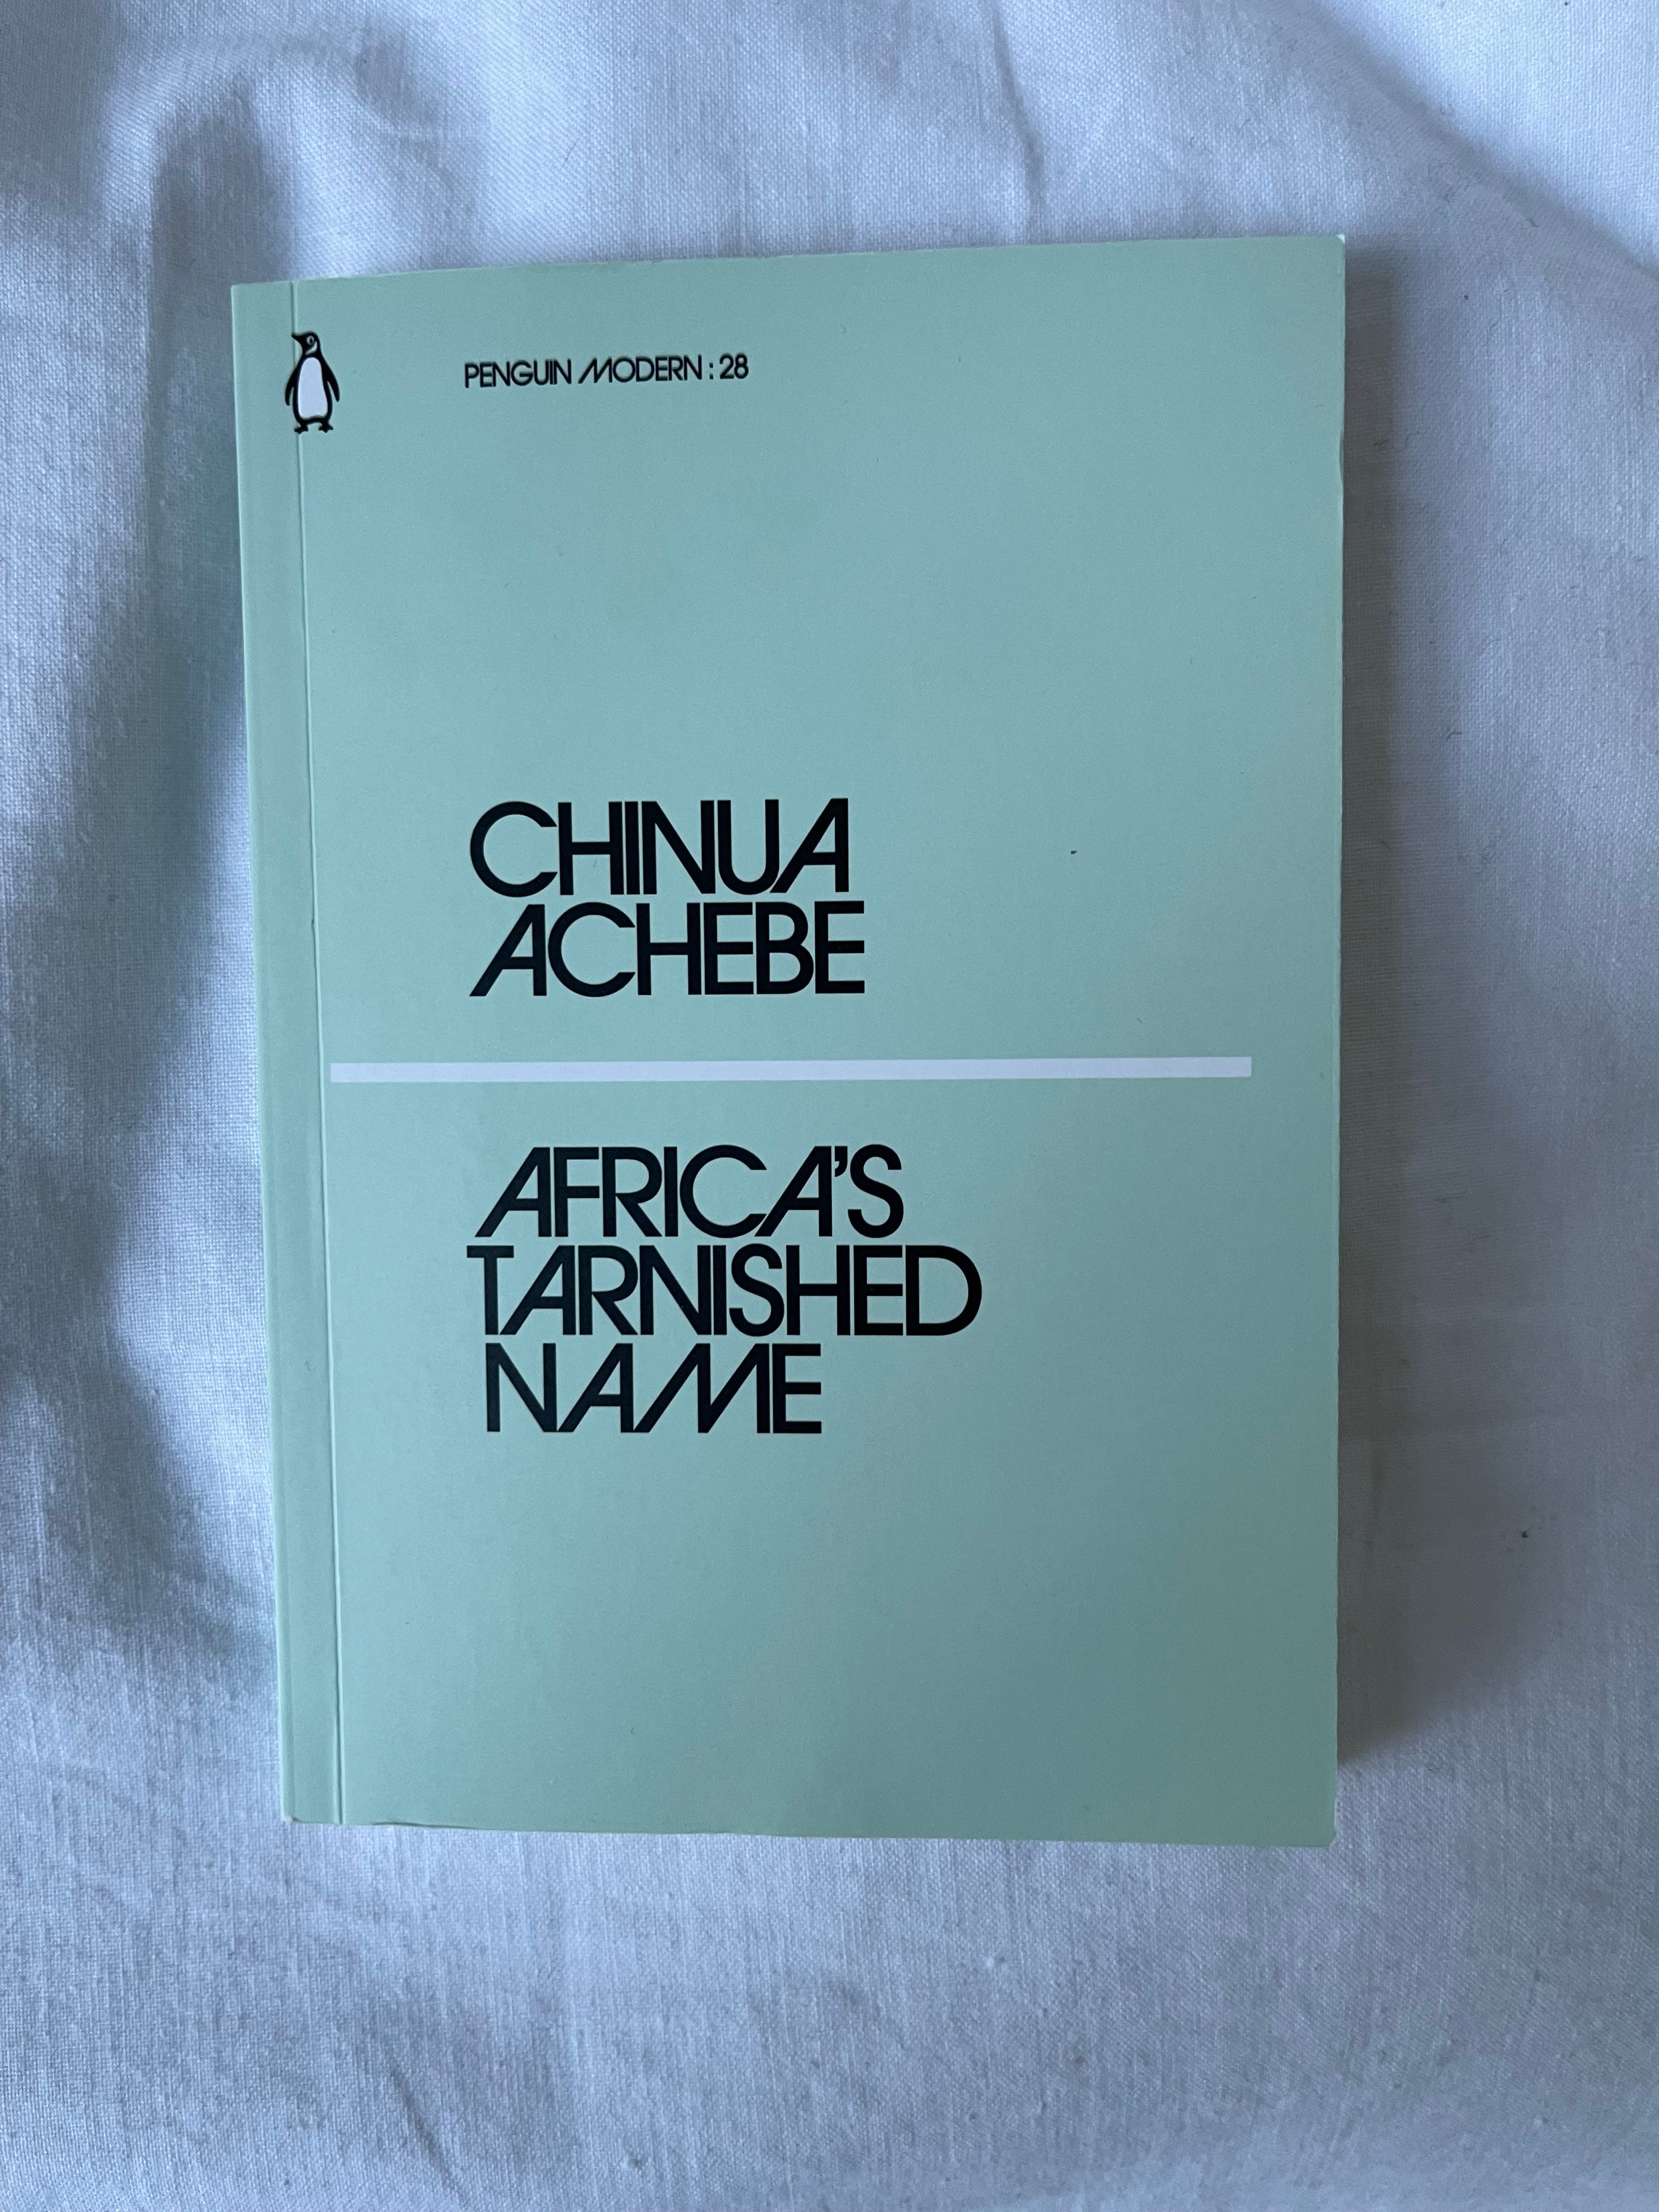 PENGUIN MODERN : 28
CHINUA
ACHEBE
AFRICA'S
TARNISHED
NAME